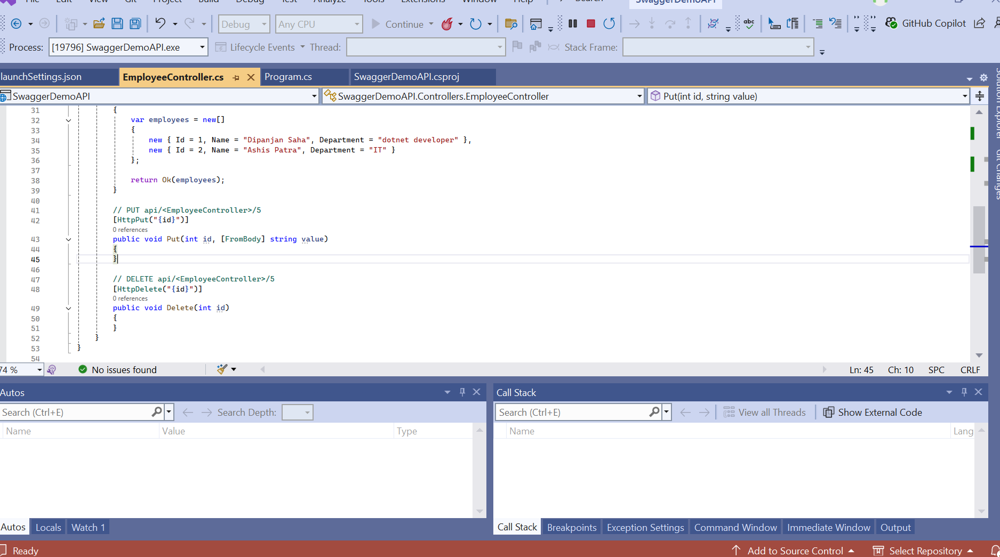 File Edit View Git Project Build Debug Test Analyze Tools Extensions Window Help Search SwaggerDemoAPI
Debug Any CPU Continue abc GitHub Copilot
Process: [19796] SwaggerDemoAPI.exe Lifecycle Events Thread: Stack Frame:
launchSettings.json EmployeeController.cs Program.cs SwaggerDemoAPI.csproj
SwaggerDemoAPI SwaggerDemoAPI.Controllers.EmployeeController Put(int id, string value)
31 {
32 var employees = new[]
33 {
34 new { Id = 1, Name = "Dipanjan Saha", Department = "dotnet developer" },
35 new { Id = 2, Name = "Ashis Patra", Department = "IT" }
36 };
37
38 return Ok(employees);
39 }
40
41 // PUT api/<EmployeeController>/5
42 [HttpPut("{id}")]
0 references
43 public void Put(int id, [FromBody] string value)
44 {
45 }
46
47 // DELETE api/<EmployeeController>/5
48 [HttpDelete("{id}")]
0 references
49 public void Delete(int id)
50 {
51 }
52 }
53 }
54
74 % No issues found Ln: 45 Ch: 10 SPC CRLF
Solution Explorer
Git Changes
Autos
Search (Ctrl+E) Search Depth:
Name Value Type
Autos Locals Watch 1
Call Stack
Search (Ctrl+E) View all Threads Show External Code
Name Lang
Call Stack Breakpoints Exception Settings Command Window Immediate Window Output
Ready Add to Source Control Select Repository